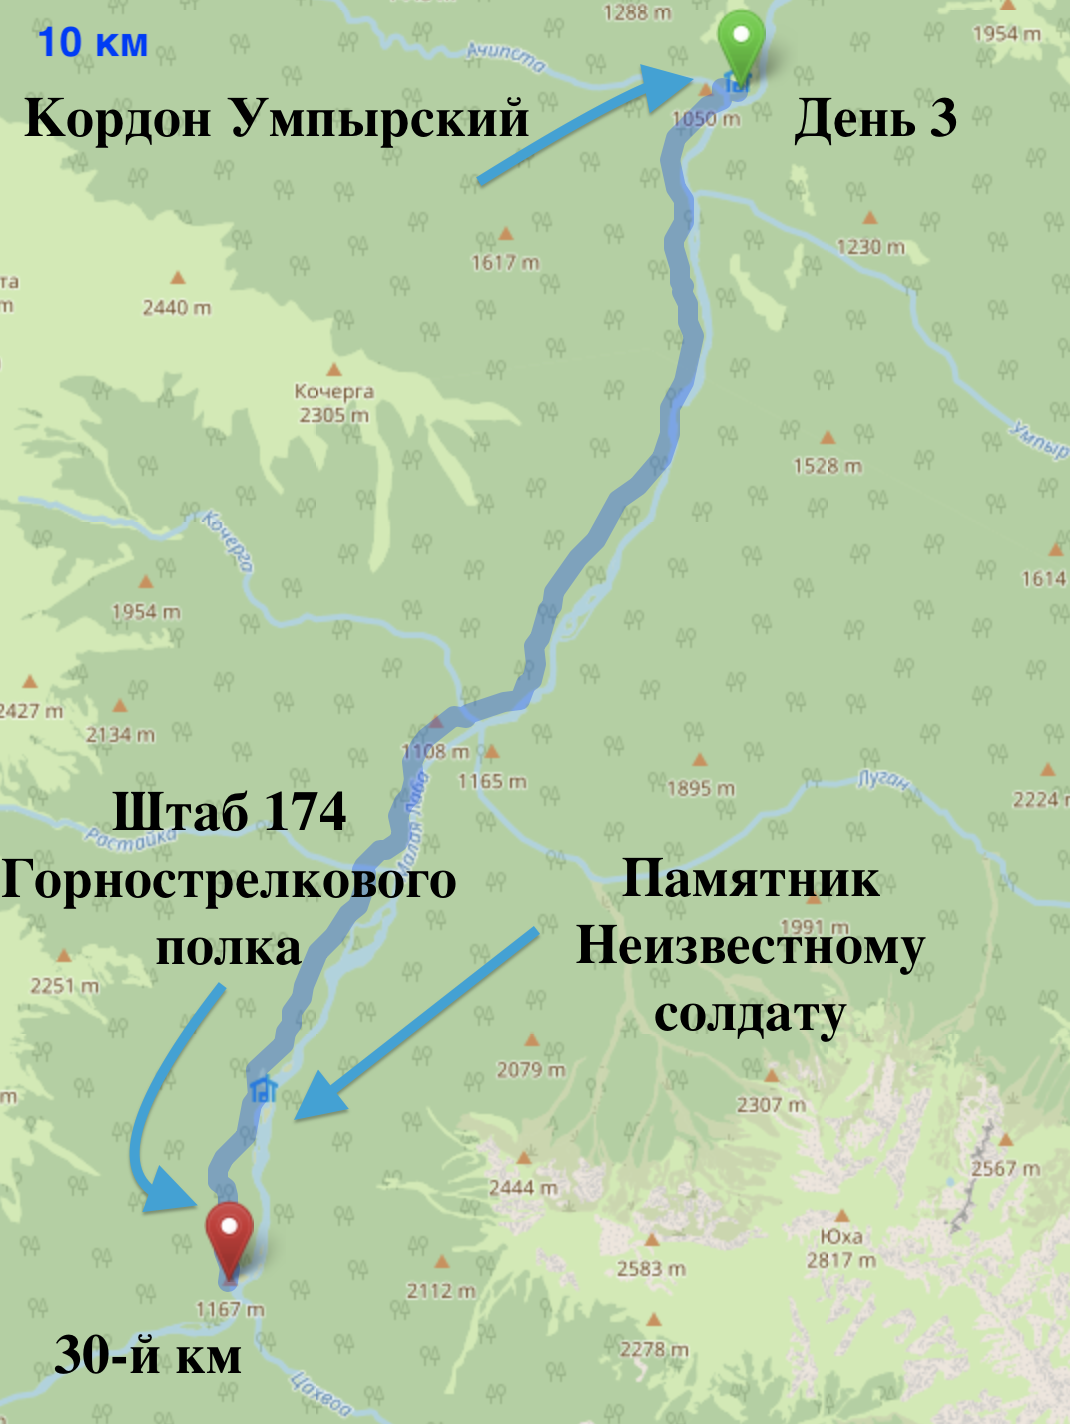 1288 m
1954 m
10 км
Ачипста
Кордон Умпырский
День 3
1050 m
1617 m
1230 m
та
m
2440 m
Кочерга
2305 m
Умпыр
1528 m
Кочерга
1614
1954 m
2427 m
2134 m
1108 m
1165 m
1895 m
Луган
2224 m
Малая Лаба
Штаб 174
Горнострелкового
полка
Растайка
Памятник
Неизвестному
солдату
1991 m
2251 m
2079 m
m
2307 m
2567 m
2444 m
Юха
2817 m
2583 m
2112 m
1167 m
2278 m
30-й км
Цахвоа